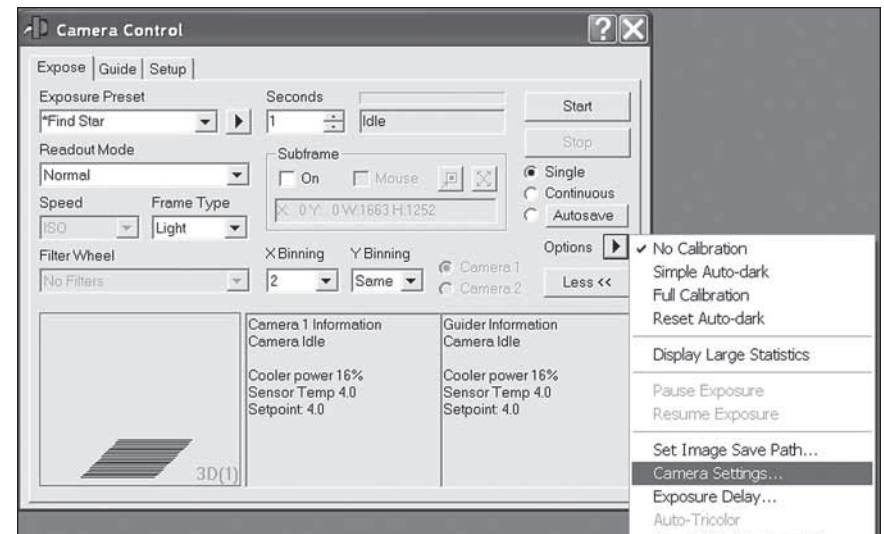 Camera Control
Expose Guide Setup
Exposure Preset
*Find Star
Seconds
1
Idle
Start
Stop
Readout Mode
Normal
Subframe
On Mouse
X: 0 Y: 0 W:1663 H:1252
Single
Continuous
Autosave
Speed Frame Type
ISO Light
Filter Wheel
No Filters
X Binning Y Binning
2 Same
Camera 1
Camera 2
Options
Less <<
3D(1)
Camera 1 Information
Camera Idle
Cooler power 16%
Sensor Temp 4.0
Setpoint: 4.0
Guider Information
Camera Idle
Cooler power 16%
Sensor Temp 4.0
Setpoint: 4.0
No Calibration
Simple Auto-dark
Full Calibration
Reset Auto-dark
Display Large Statistics
Pause Exposure
Resume Exposure
Set Image Save Path...
Camera Settings...
Exposure Delay...
Auto-Tricolor